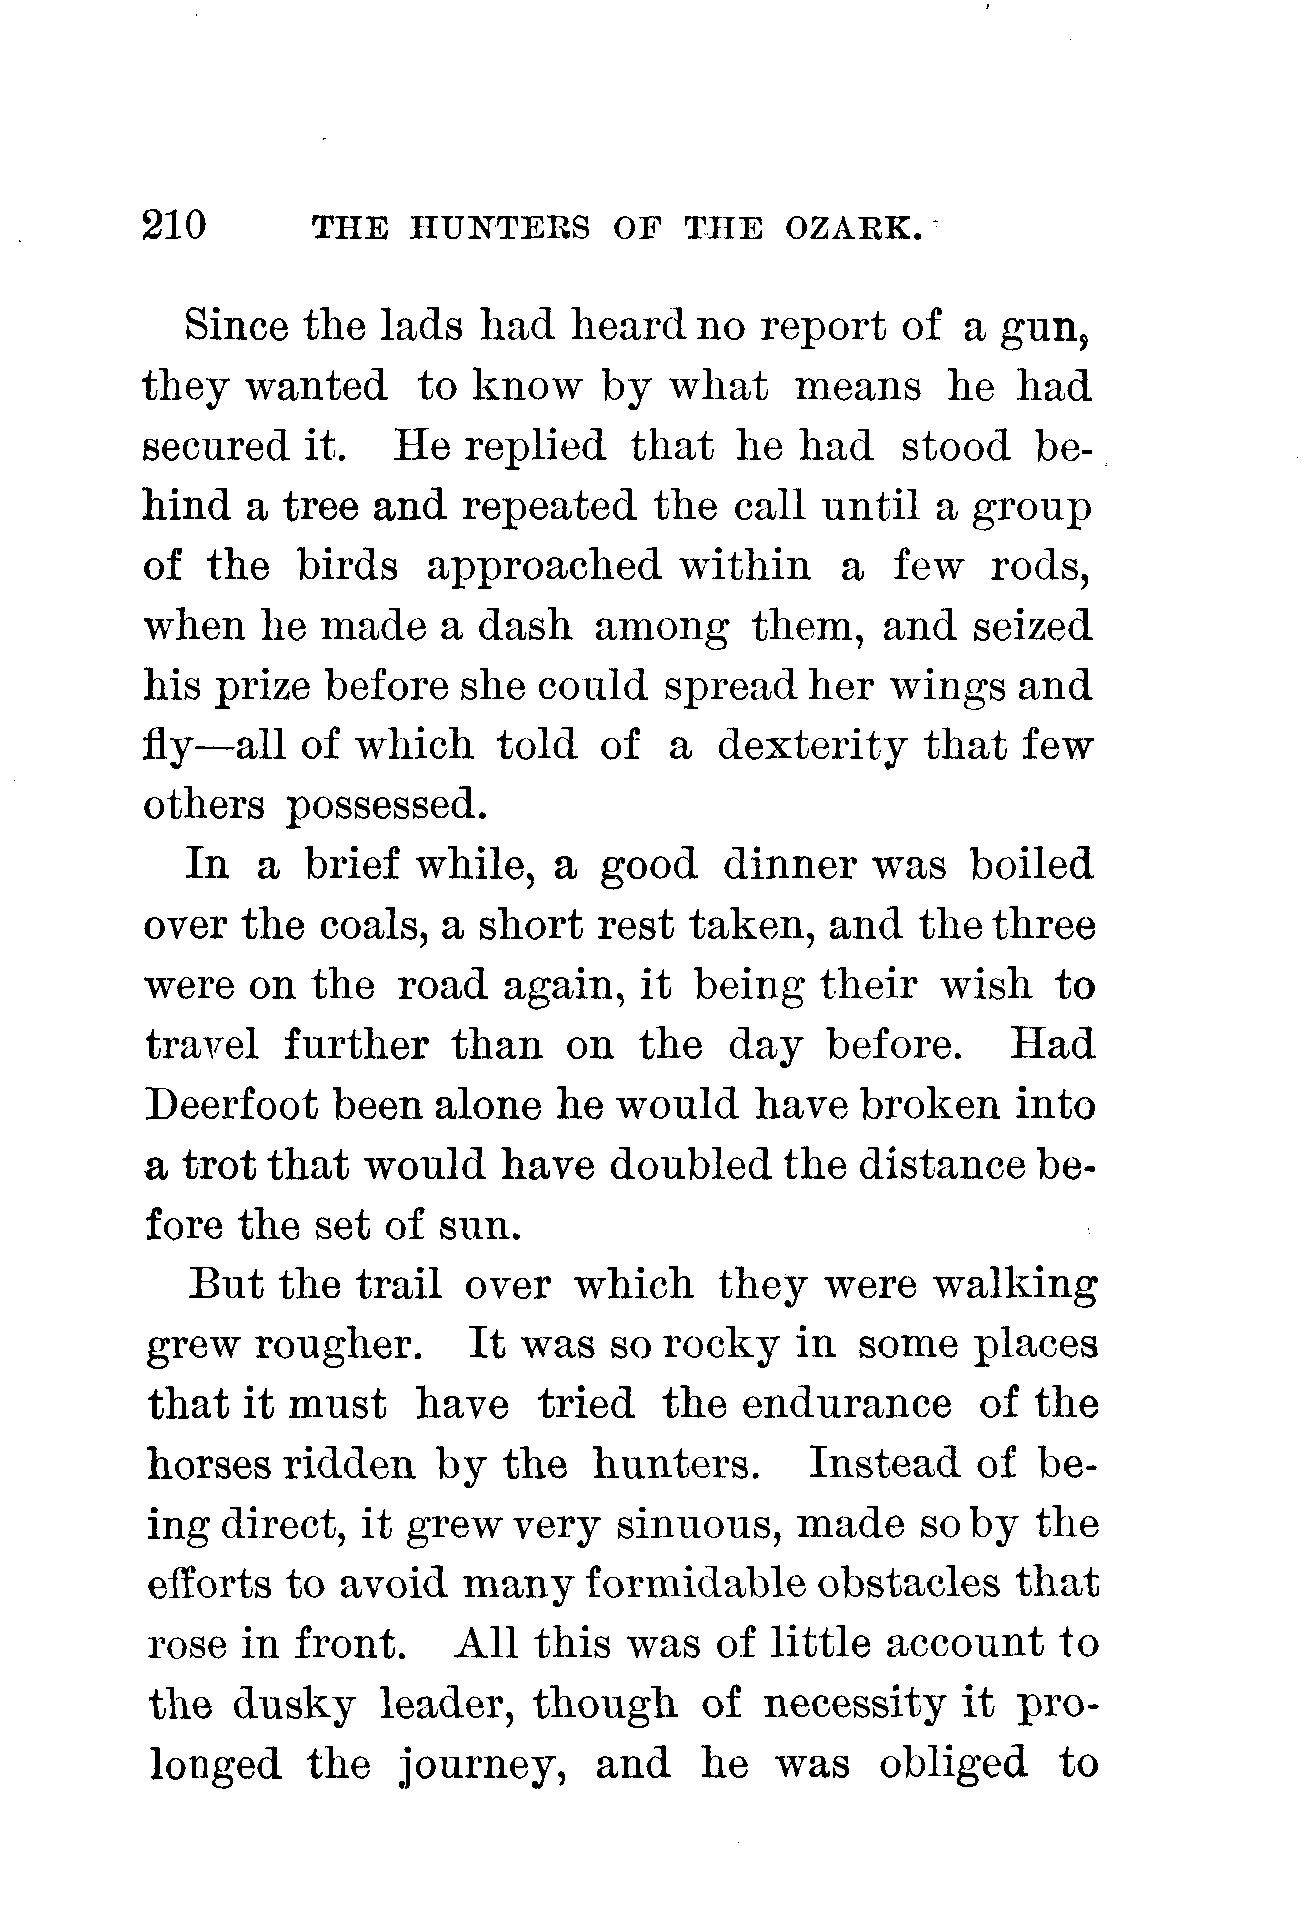 210 THE HUNTERS OF THE OZARK.
Since the lads had heard no report of a gun,
they wanted to know by what means he had
secured it. He replied that he had stood be-
hind a tree and repeated the call until a group
of the birds approached within a few rods,
when he made a dash among them, and seized
his prize before she could spread her wings and
fly—all of which told of a dexterity that few
others possessed.
In a brief while, a good dinner was boiled
over the coals, a short rest taken, and the three
were on the road again, it being their wish to
travel further than on the day before. Had
Deerfoot been alone he would have broken into
a trot that would have doubled the distance be-
fore the set of sun.
But the trail over which they were walking
grew rougher. It was so rocky in some places
that it must have tried the endurance of the
horses ridden by the hunters. Instead of be-
ing direct, it grew very sinuous, made so by the
efforts to avoid many formidable obstacles that
rose in front. All this was of little account to
the dusky leader, though of necessity it pro-
longed the journey, and he was obliged to